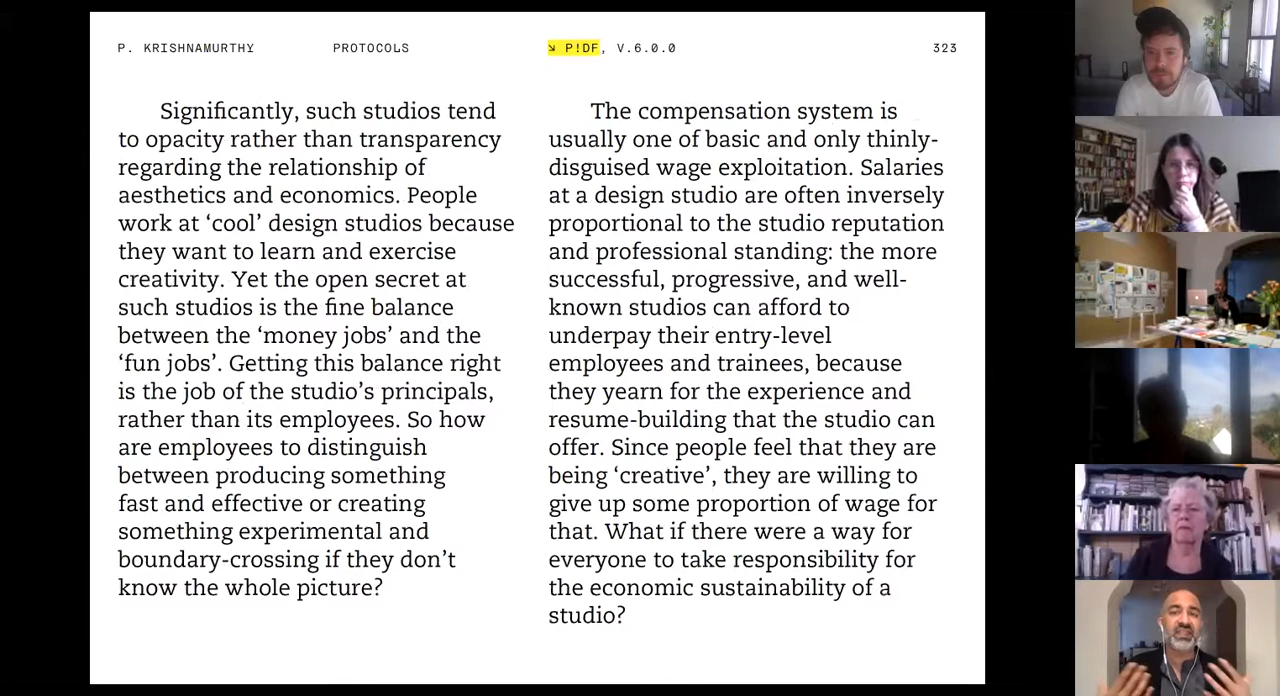 P. KRISHNAMURTHY PROTOCOLS ↘ P!DF, V.6.0.0 323
Significantly, such studios tend
to opacity rather than transparency
regarding the relationship of
aesthetics and economics. People
work at ‘cool’ design studios because
they want to learn and exercise
creativity. Yet the open secret at
such studios is the fine balance
between the ‘money jobs’ and the
‘fun jobs’. Getting this balance right
is the job of the studio’s principals,
rather than its employees. So how
are employees to distinguish
between producing something
fast and effective or creating
something experimental and
boundary-crossing if they don’t
know the whole picture?
The compensation system is
usually one of basic and only thinly-
disguised wage exploitation. Salaries
at a design studio are often inversely
proportional to the studio reputation
and professional standing: the more
successful, progressive, and well-
known studios can afford to
underpay their entry-level
employees and trainees, because
they yearn for the experience and
resume-building that the studio can
offer. Since people feel that they are
being ‘creative’, they are willing to
give up some proportion of wage for
that. What if there were a way for
everyone to take responsibility for
the economic sustainability of a
studio?